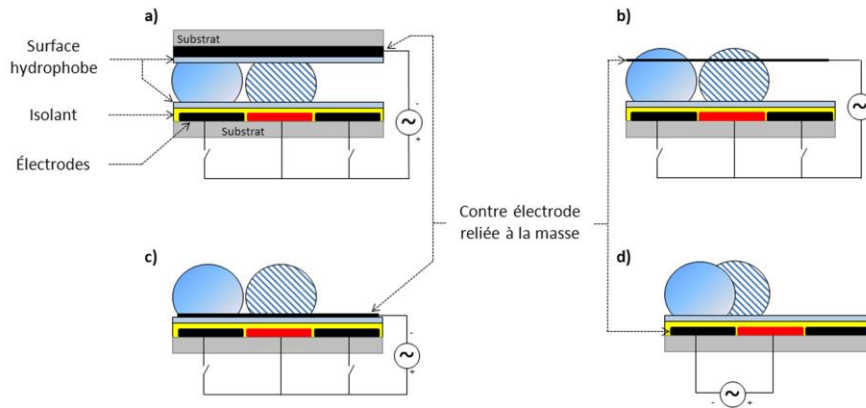 a)
Substrat
Surface
hydrophobe
Isolant
Substrat
Électrodes
-
~
+
b)
~
Contre électrode
reliée à la masse
c)
-
~
+
d)
- ~ +